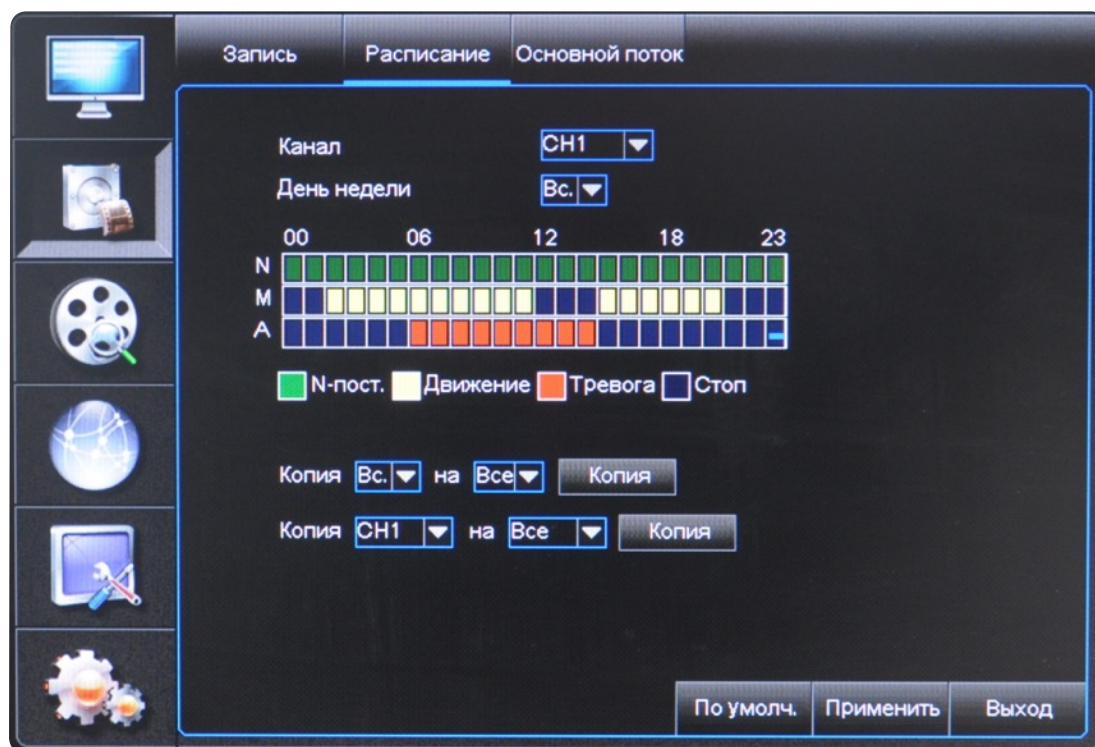 Запись Расписание Основной поток
Канал CH1
День недели Вс.
00 06 12 18 23
N
M
A
N-пост. Движение Тревога Стоп
Копия Вс. на Все Копия
Копия CH1 на Все Копия
По умолч. Применить Выход